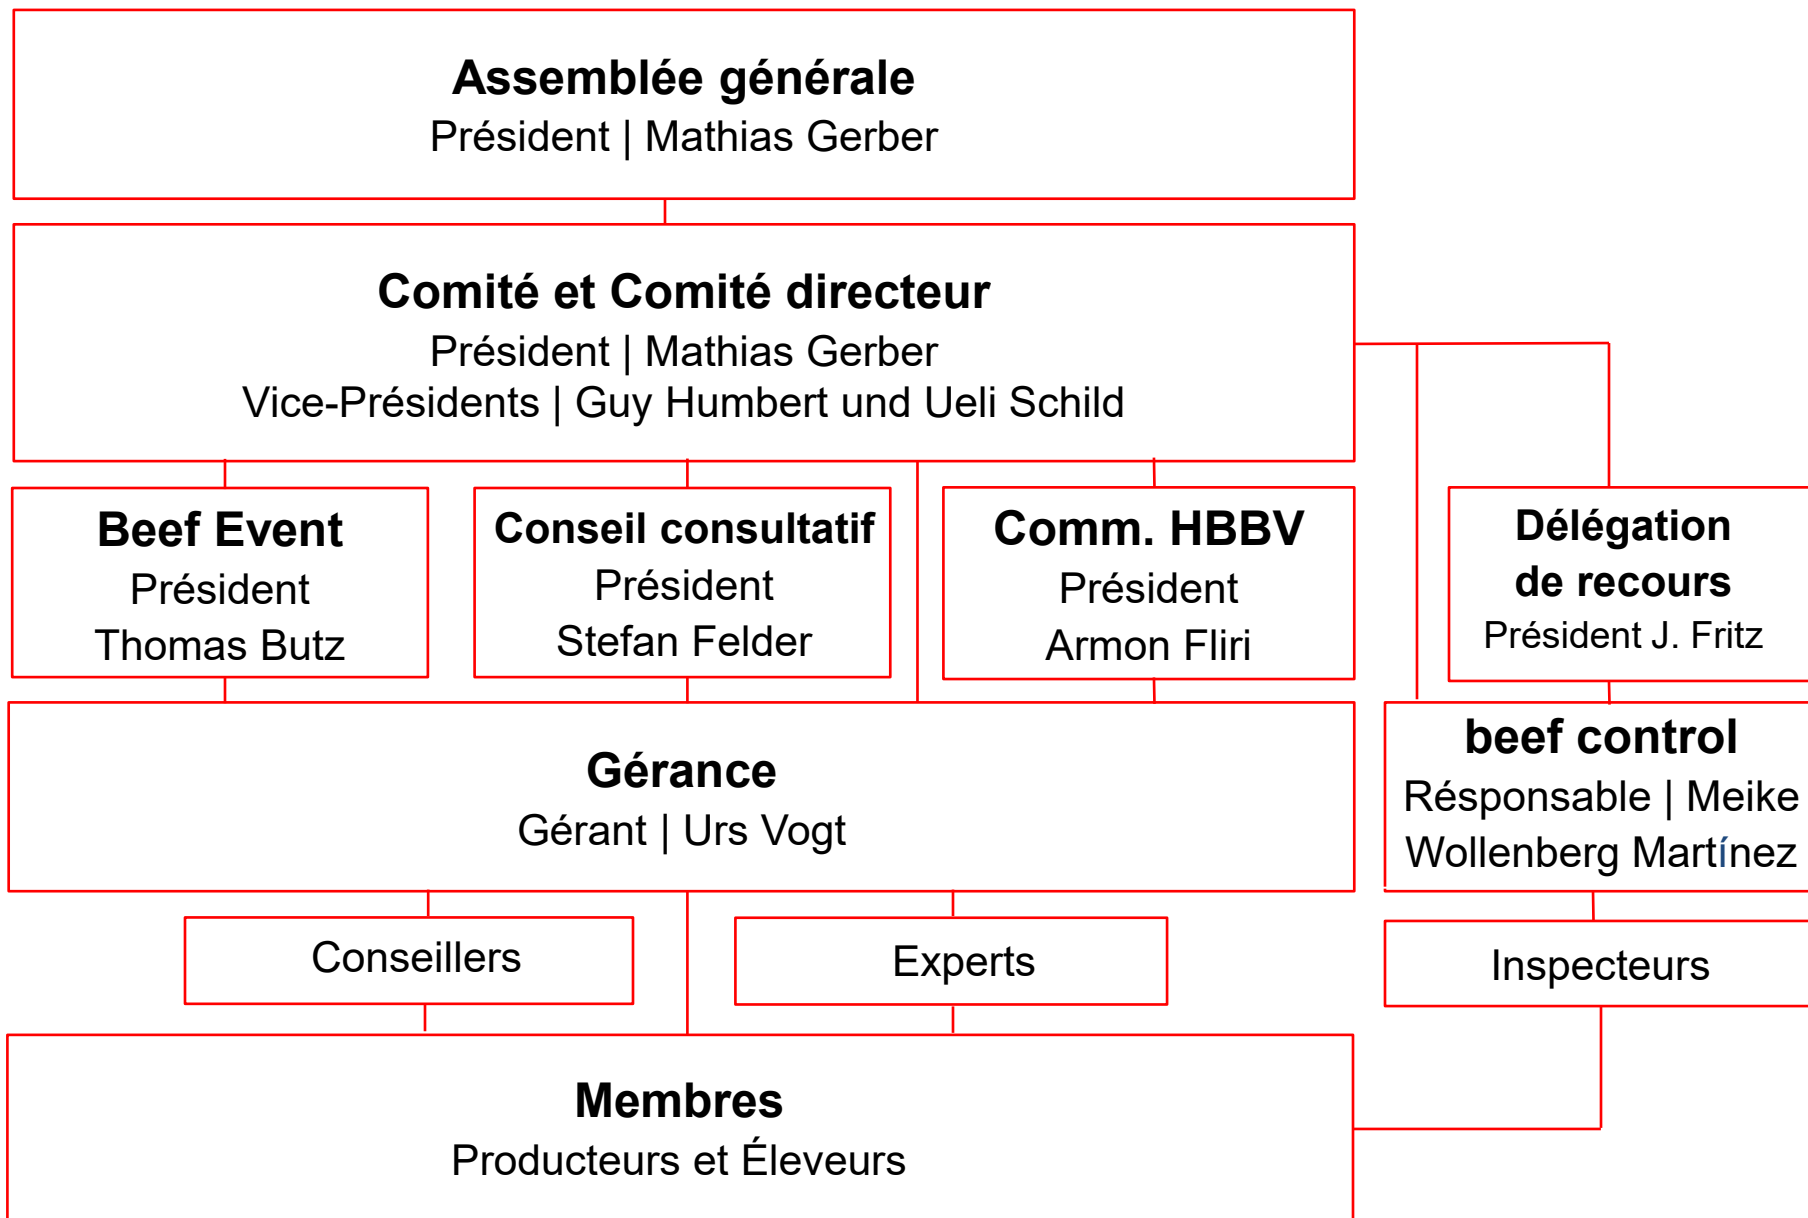 Assemblée générale
Président | Mathias Gerber
Comité et Comité directeur
Président | Mathias Gerber
Vice-Présidents | Guy Humbert und Ueli Schild
Beef Event
Président
Thomas Butz
Conseil consultatif
Président
Stefan Felder
Comm. HBBV
Président
Armon Fliri
Délégation
de recours
Président J. Fritz
Gérance
Gérant | Urs Vogt
beef control
Résponsable | Meike
Wollenberg Martínez
Conseillers
Experts
Inspecteurs
Membres
Producteurs et Éleveurs